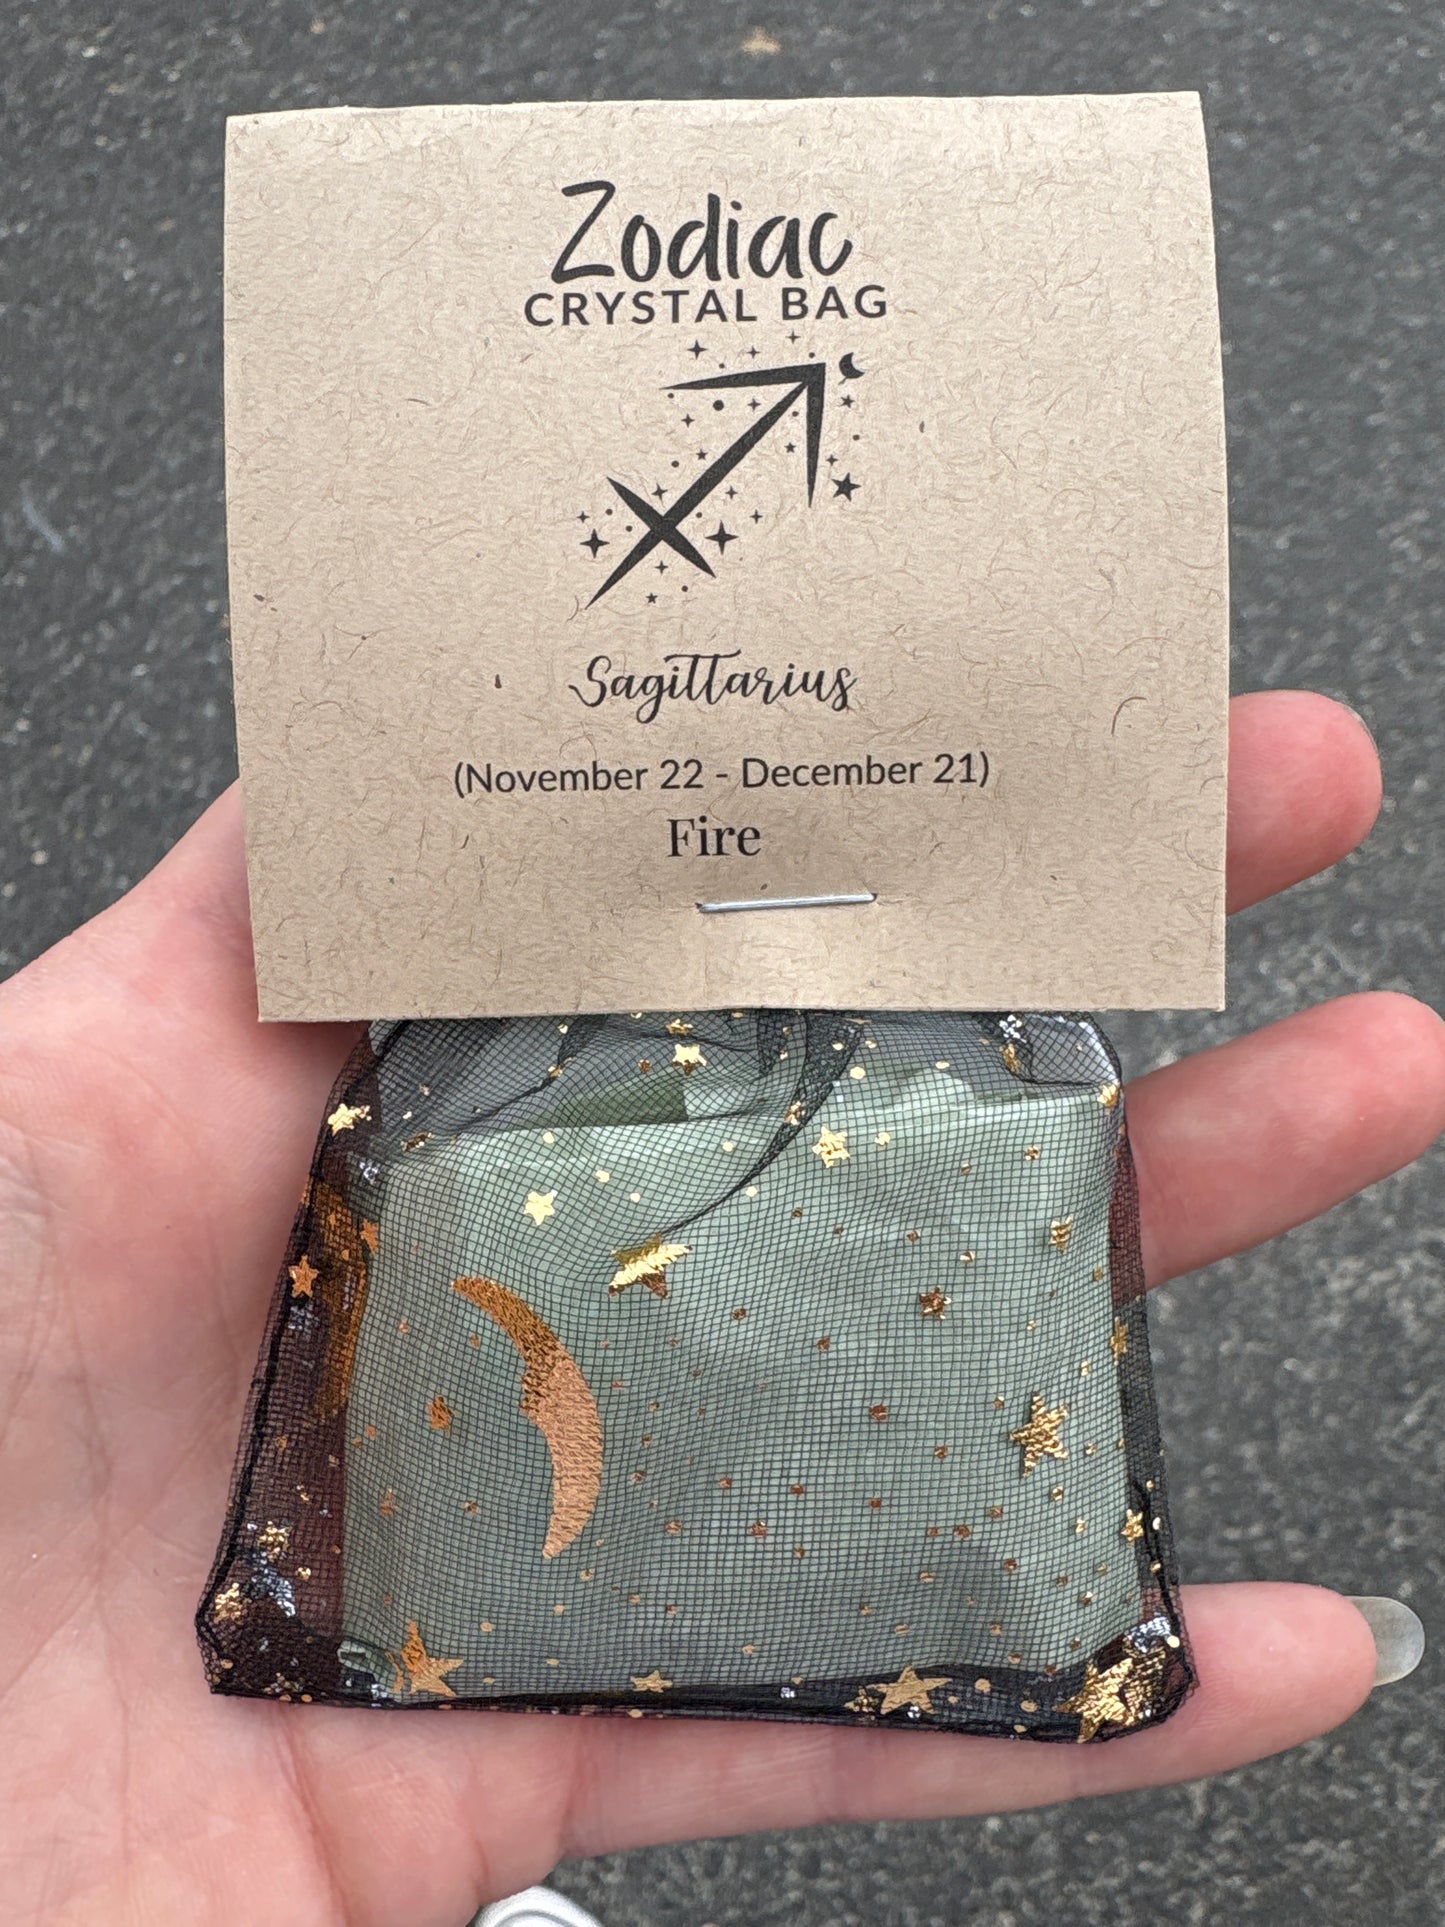 Zodiac
CRYSTAL BAG
Sagittarius
(November 22 - December 21)
Fire